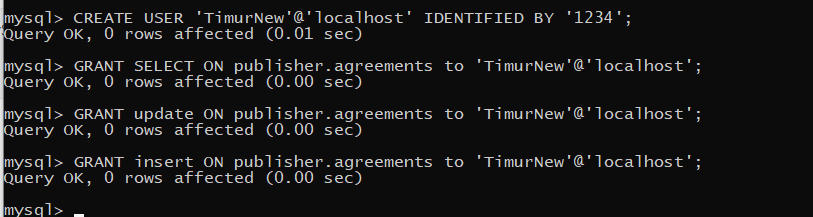 mysql> CREATE USER 'TimurNew'@'localhost' IDENTIFIED BY '1234';
Query OK, 0 rows affected (0.01 sec)
mysql> GRANT SELECT ON publisher.agreements to 'TimurNew'@'localhost';
Query OK, 0 rows affected (0.00 sec)
mysql> GRANT update ON publisher.agreements to 'TimurNew'@'localhost';
Query OK, 0 rows affected (0.00 sec)
mysql> GRANT insert ON publisher.agreements to 'TimurNew'@'localhost';
Query OK, 0 rows affected (0.00 sec)
mysql>